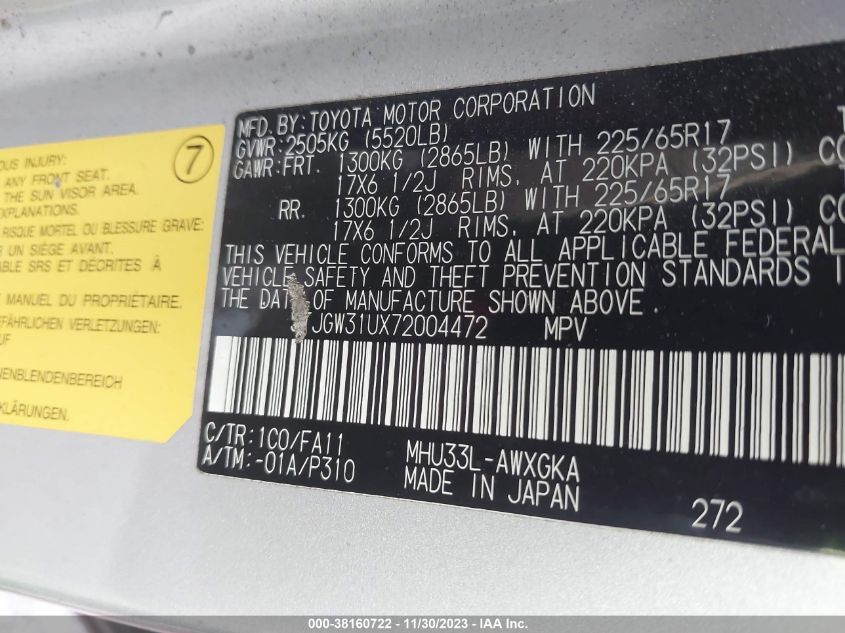 OUS INJURY:
ANY FRONT SEAT.
THE SUN VISOR AREA.
EXPLANATIONS.
RISQUE MORTEL OU BLESSURE GRAVE:
R UN SIÈGE AVANT.
ABLE SRS ET DÉCRITES À
E MANUEL DU PROPRIÉTAIRE.
EFÄHRLICHEN VERLETZUNGEN:
UF
NENBLENDENBEREICH
KLÄRUNGEN.
7
MFD. BY: TOYOTA MOTOR CORPORATION
GVWR: 2505KG (5520LB)
GAWR: FRT. 1300KG (2865LB) WITH 225/65R17
17X6 1/2J RIMS, AT 220KPA (32PSI) CO
RR. 1300KG (2865LB) WITH 225/65R17
17X6 1/2J RIMS, AT 220KPA (32PSI) CO
THIS VEHICLE CONFORMS TO ALL APPLICABLE FEDERAL
VEHICLE SAFETY AND THEFT PREVENTION STANDARDS I
THE DATE OF MANUFACTURE SHOWN ABOVE.
JGW31UX72004472 MPV
C/TR: 1C0/FA11 MHU33L-AWXGKA
A/TM: -01A/P310 MADE IN JAPAN
272
000-38160722 - 11/30/2023 - IAA Inc.